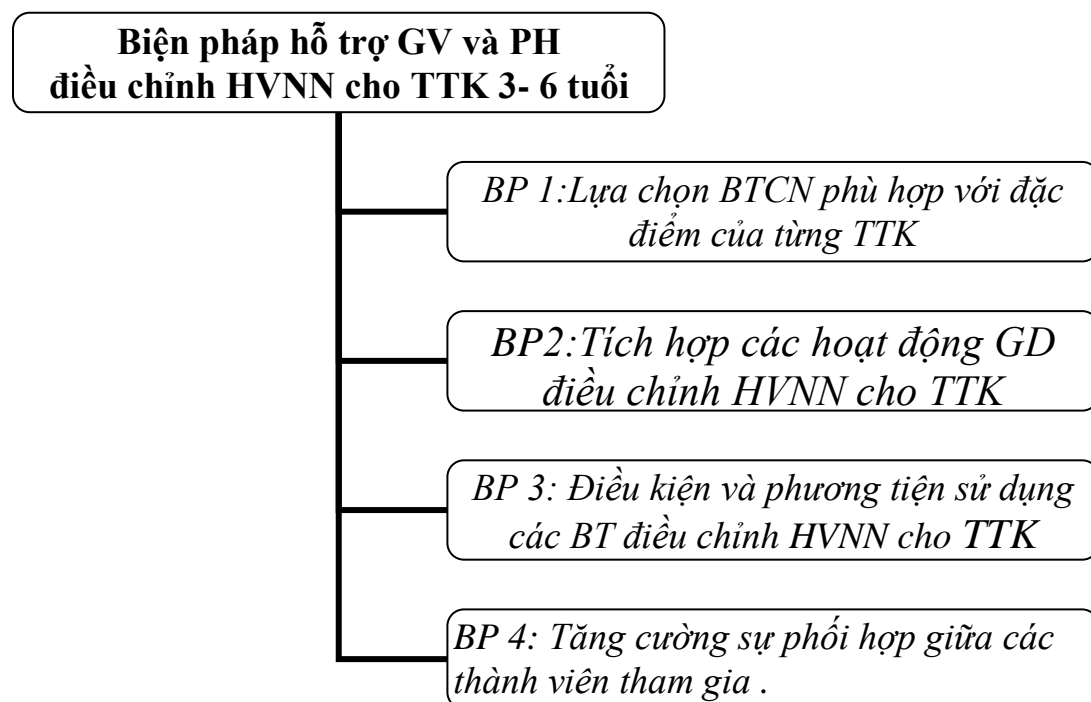 Biện pháp hỗ trợ GV và PH
điều chỉnh HVNN cho TTK 3- 6 tuổi
BP 1:Lựa chọn BTCN phù hợp với đặc
điểm của từng TTK
BP2:Tích hợp các hoạt động GD
điều chỉnh HVNN cho TTK
BP 3: Điều kiện và phương tiện sử dụng
các BT điều chỉnh HVNN cho TTK
BP 4: Tăng cường sự phối hợp giữa các
thành viên tham gia .